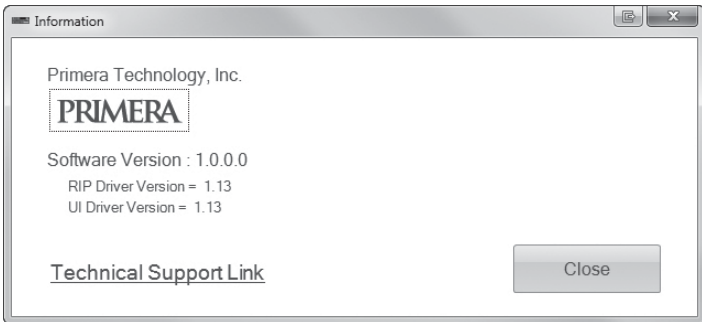 Information
Primera Technology, Inc.
PRIMERA
Software Version : 1.0.0.0
RIP Driver Version = 1.13
UI Driver Version = 1.13
Technical Support Link
Close